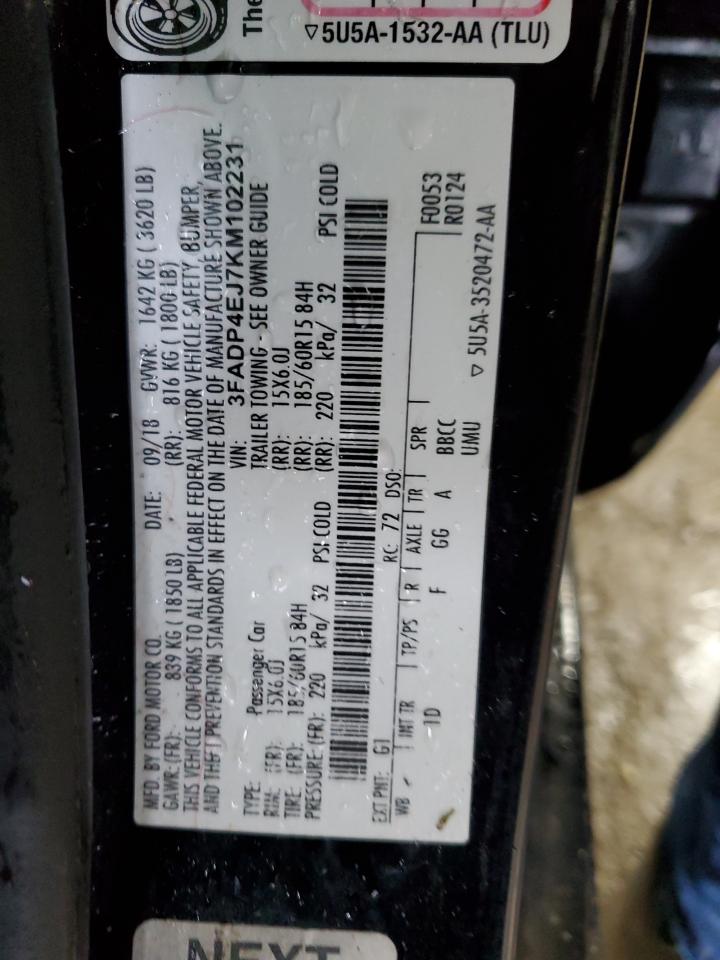 The
▽5U5A-1532-AA (TLU)
MFD. BY FORD MOTOR CO. DATE: 09/18 GVWR: 1642 KG ( 3620 LB)
GAWR: (FR): 839 KG ( 1850 LB) (RR): 816 KG ( 1800 LB)
THIS VEHICLE CONFORMS TO ALL APPLICABLE FEDERAL MOTOR VEHICLE SAFETY, BUMPER,
AND THEFT PREVENTION STANDARDS IN EFFECT ON THE DATE OF MANUFACTURE SHOWN ABOVE.
VIN: 3FADP4EJ7KM102231
TYPE: Passenger Car TRAILER TOWING - SEE OWNER GUIDE
RIM: (FR): 15X6.0J (RR): 15X6.0J
TIRE: (FR): 185/60R15 84H (RR): 185/60R15 84H
PRESSURE: (FR): 220 kPa/ 32 PSI COLD (RR): 220 kPa/ 32 PSI COLD
EXT PNT: G1 RC: 72 DSO: F0053
WB INT TR TP/PS R AXLE TR SPR R0124
1D F GG A BBCC
UMU
▽ 5U5A-3520472-AA
NEXT